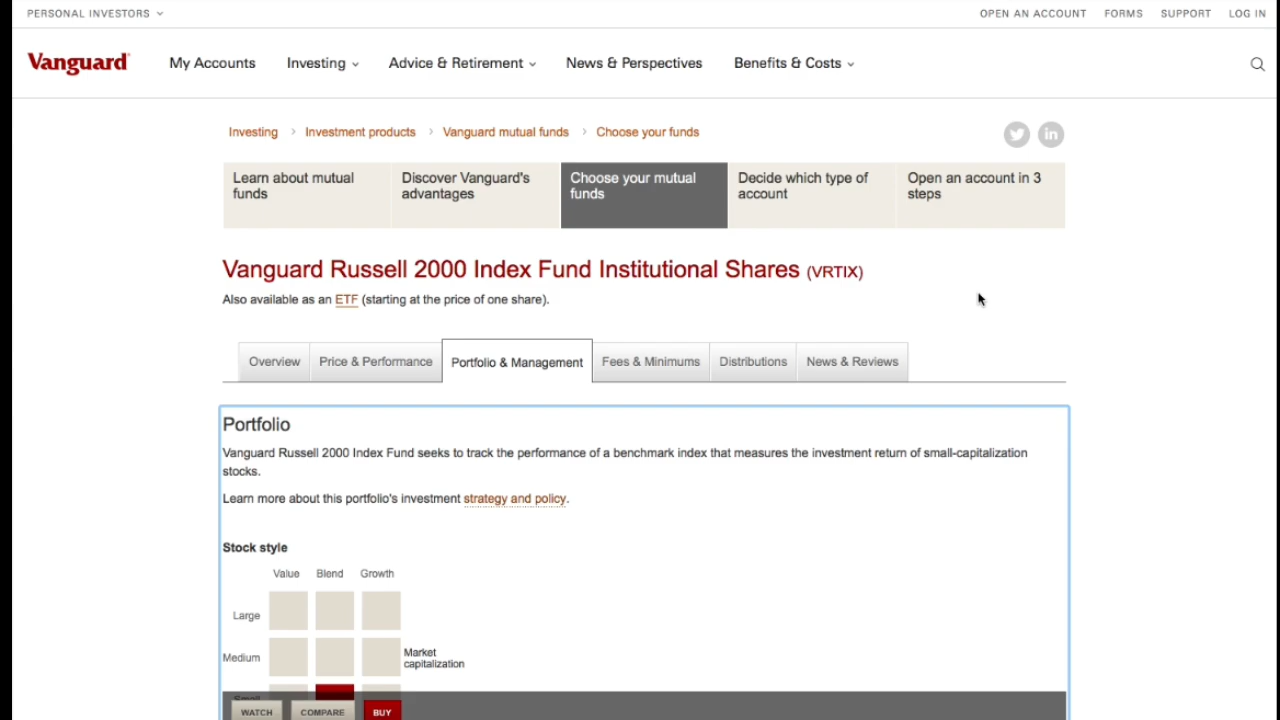 PERSONAL INVESTORS
OPEN AN ACCOUNT FORMS SUPPORT LOG IN
Vanguard® My Accounts Investing Advice & Retirement News & Perspectives Benefits & Costs
Investing > Investment products > Vanguard mutual funds > Choose your funds
Learn about mutual
funds
Discover Vanguard's
advantages
Choose your mutual
funds
Decide which type of
account
Open an account in 3
steps
Vanguard Russell 2000 Index Fund Institutional Shares (VRTIX)
Also available as an ETF (starting at the price of one share).
Overview Price & Performance Portfolio & Management Fees & Minimums Distributions News & Reviews
Portfolio
Vanguard Russell 2000 Index Fund seeks to track the performance of a benchmark index that measures the investment return of small-capitalization
stocks.
Learn more about this portfolio's investment strategy and policy.
Stock style
Value Blend Growth
Large
Medium
Market
capitalization
Small
WATCH COMPARE BUY